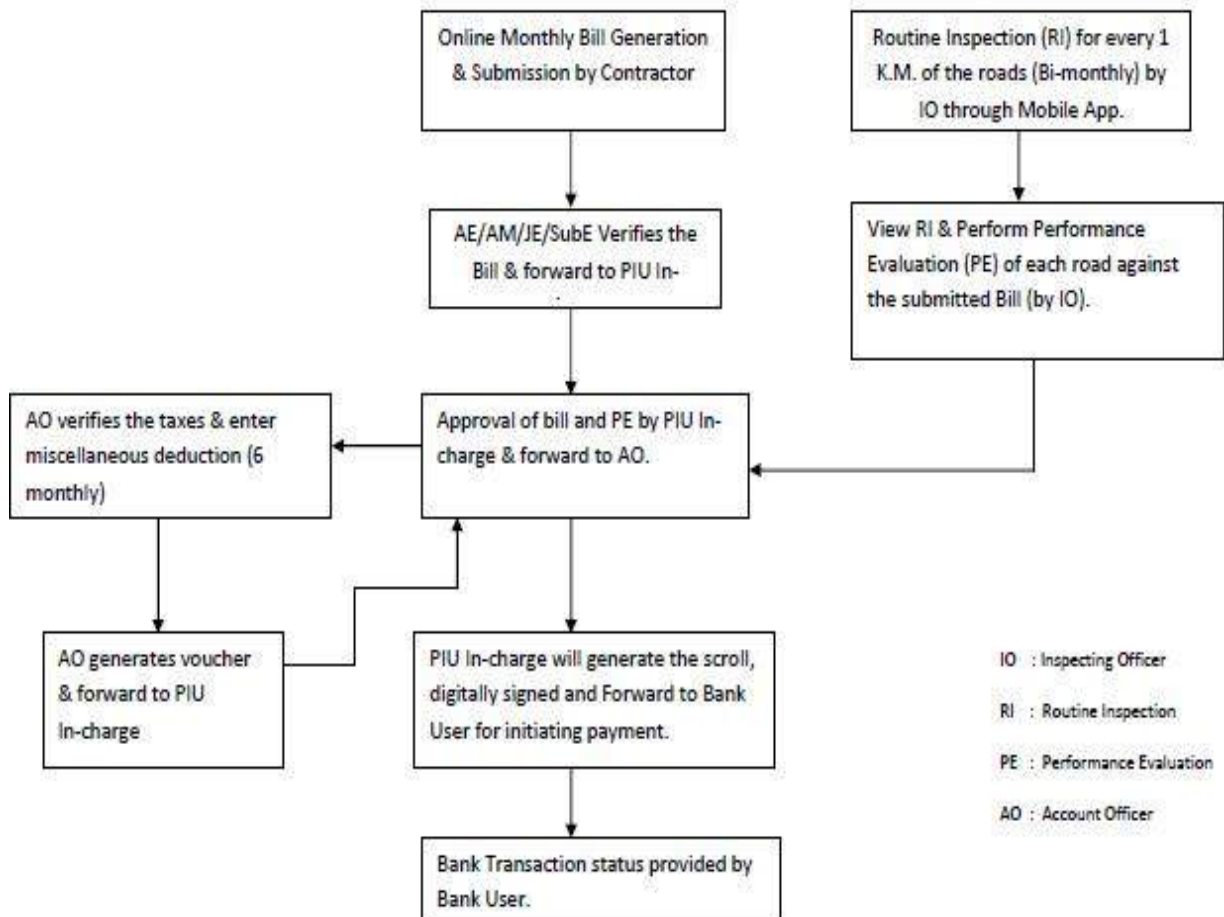 Online Monthly Bill Generation
& Submission by Contractor
Routine Inspection (RI) for every 1
K.M. of the roads (Bi-monthly) by
IO through Mobile App.
AE/AM/JE/SubE Verifies the
Bill & forward to PIU In-
View RI & Perform Performance
Evaluation (PE) of each road against
the submitted Bill (by IO).
AO verifies the taxes & enter
miscellaneous deduction (6
monthly)
Approval of bill and PE by PIU In-
charge & forward to AO.
AO generates voucher
& forward to PIU
In-charge
PIU In-charge will generate the scroll,
digitally signed and Forward to Bank
User for initiating payment.
IO : Inspecting Officer
RI : Routine Inspection
PE : Performance Evaluation
AO : Account Officer
Bank Transaction status provided by
Bank User.